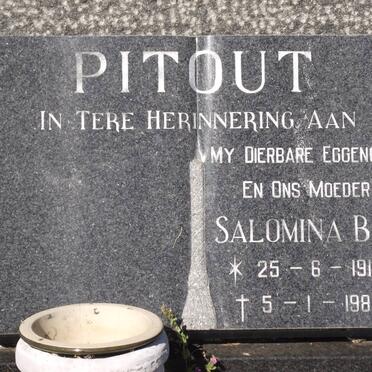 PITOUT
IN TERE HERINNERING AAN
MY DIERBARE EGGENO
EN ONS MOEDER
SALOMINA B
* 25 - 6 - 191
† 5 - 1 - 198